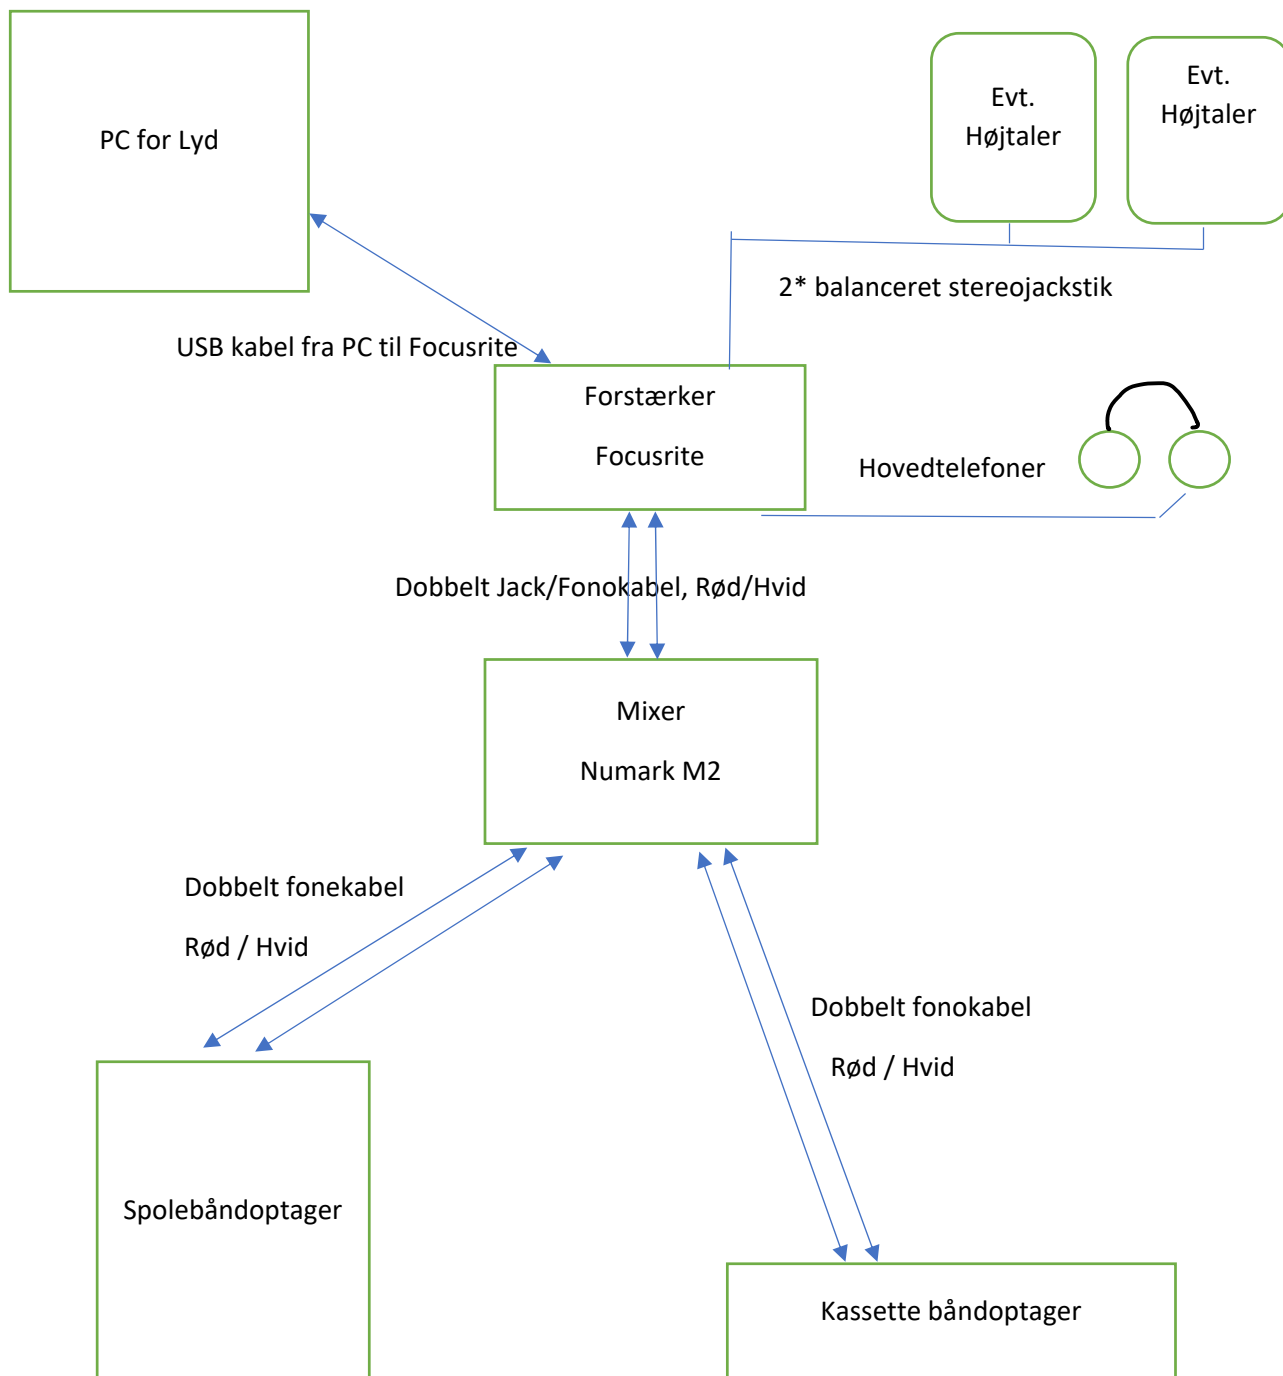 PC for Lyd
Evt.
Højtaler
Evt.
Højtaler
2* balanceret stereojackstik
USB kabel fra PC til Focusrite
Forstærker
Focusrite
Hovedtelefoner
Dobbelt Jack/Fonokabel, Rød/Hvid
Mixer
Numark M2
Dobbelt fonekabel
Rød / Hvid
Dobbelt fonokabel
Rød / Hvid
Spolebåndoptager
Kassette båndoptager